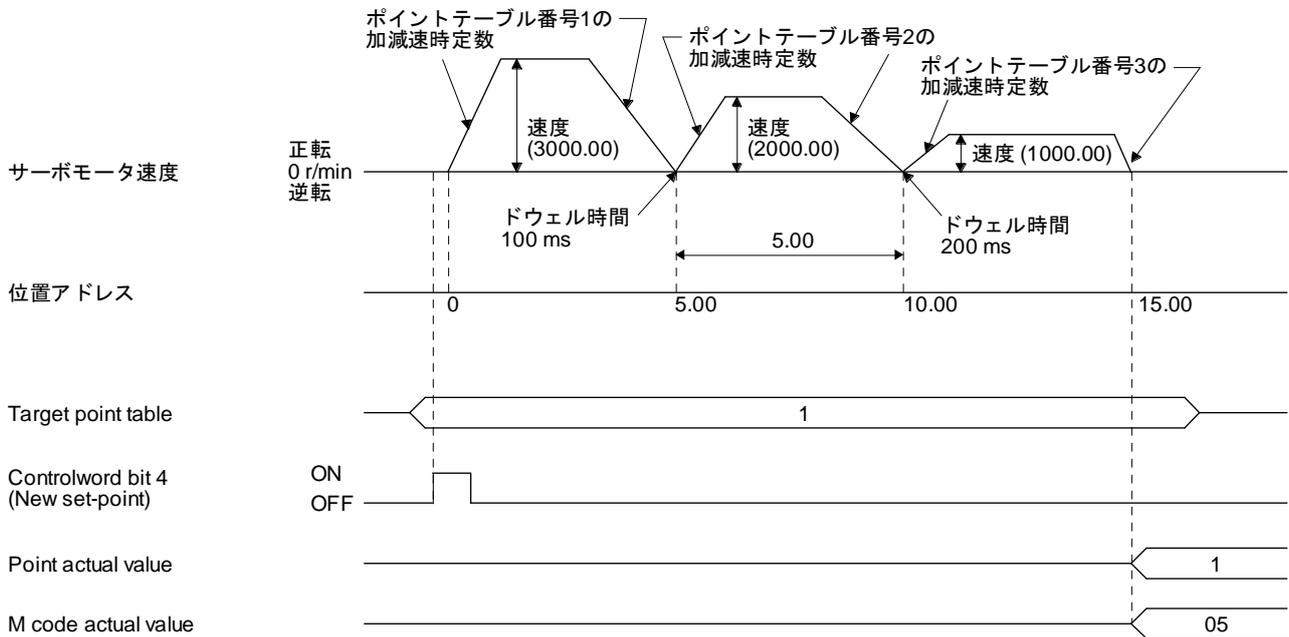 ポイントテーブル番号1の
加減速時定数
ポイントテーブル番号2の
加減速時定数
ポイントテーブル番号3の
加減速時定数
サーボモータ速度
正転
0 r/min
逆転
速度
(3000.00)
速度
(2000.00)
速度 (1000.00)
ドウェル時間
100 ms
5.00
ドウェル時間
200 ms
位置アドレス
0
5.00
10.00
15.00
Target point table
1
Controlword bit 4
(New set-point)
ON
OFF
Point actual value
1
M code actual value
05